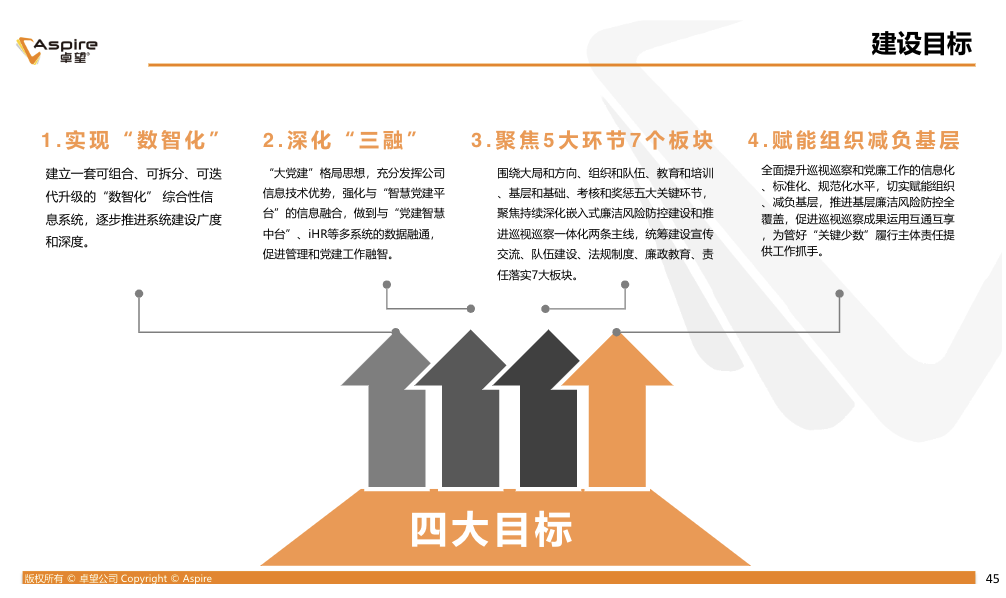 Aspire
卓望®
建设目标
1.实现“数智化”
建立一套可组合、可拆分、可迭
代升级的“数智化” 综合性信
息系统，逐步推进系统建设广度
和深度。
2.深化“三融”
“大党建”格局思想，充分发挥公司
信息技术优势，强化与“智慧党建平
台”的信息融合，做到与“党建智慧
中台”、iHR等多系统的数据融通，
促进管理和党建工作融智。
3.聚焦5大环节7个板块
围绕大局和方向、组织和队伍、教育和培训
、基层和基础、考核和奖惩五大关键环节，
聚焦持续深化嵌入式廉洁风险防控建设和推
进巡视巡察一体化两条主线，统筹建设宣传
交流、队伍建设、法规制度、廉政教育、责
任落实7大板块。
4.赋能组织减负基层
全面提升巡视巡察和党廉工作的信息化
、标准化、规范化水平，切实赋能组织
、减负基层，推进基层廉洁风险防控全
覆盖，促进巡视巡察成果运用互通互享
，为管好“关键少数”履行主体责任提
供工作抓手。
四大目标
版权所有 © 卓望公司 Copyright © Aspire
45